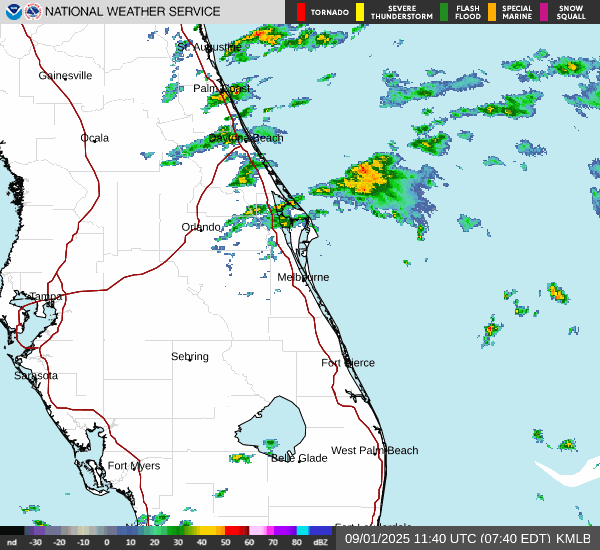 NATIONAL WEATHER SERVICE
TORNADO
SEVERE
THUNDERSTORM
FLASH
FLOOD
SPECIAL
MARINE
SNOW
SQUALL
St. Augustine
Gainesville
Palm Coast
Ocala
Daytona Beach
Orlando
Melbourne
Tampa
Sebring
Fort Pierce
Sarasota
West Palm Beach
Belle Glade
Fort Myers
Fort Lauderdale
nd -30 -20 -10 0 10 20 30 40 50 60 70 80 dBZ
09/01/2025 11:40 UTC (07:40 EDT) KMLB